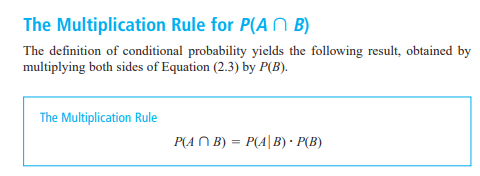 The Multiplication Rule for P(A ∩ B)
The definition of conditional probability yields the following result, obtained by
multiplying both sides of Equation (2.3) by P(B).
The Multiplication Rule
P(A ∩ B) = P(A|B) · P(B)